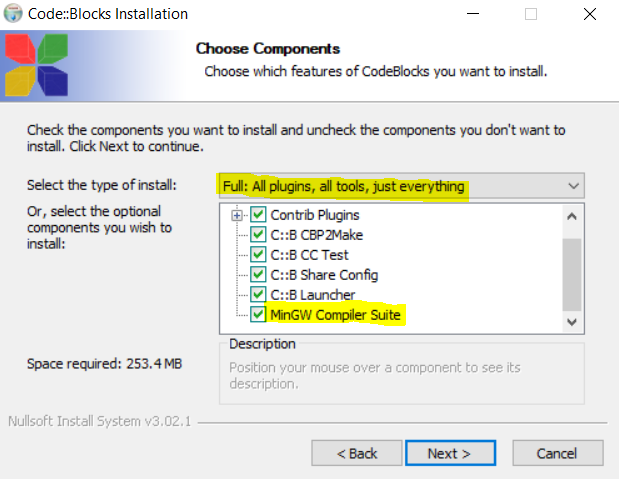 Code::Blocks Installation
Choose Components
Choose which features of CodeBlocks you want to install.
Check the components you want to install and uncheck the components you don't want to
install. Click Next to continue.
Select the type of install:
Full: All plugins, all tools, just everything
Or, select the optional
components you wish to
install:
Contrib Plugins
C::B CBP2Make
C::B CC Test
C::B Share Config
C::B Launcher
MinGW Compiler Suite
Space required: 253.4 MB
Description
Position your mouse over a component to see its
description.
Nullsoft Install System v3.02.1
< Back
Next >
Cancel